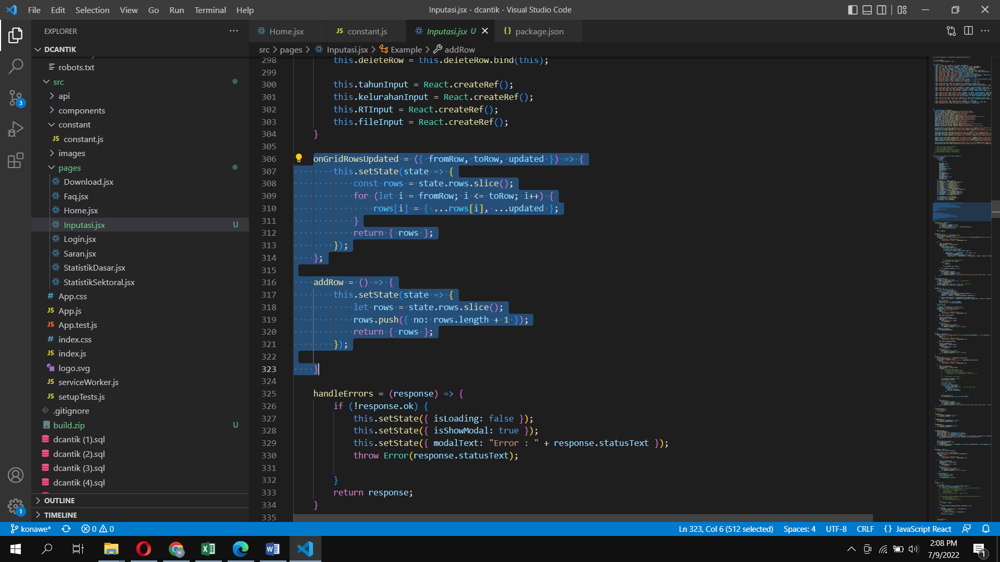 File Edit Selection View Go Run Terminal Help
Inputasi.jsx - dcantik - Visual Studio Code
EXPLORER
DCANTIK
robots.txt
src
api
components
constant
JS constant.js
images
pages
Download.jsx
Faq.jsx
Home.jsx
Inputasi.jsx U
Login.jsx
Saran.jsx
StatistikDasar.jsx
StatistikSektoral.jsx
# App.css
JS App.js
JS App.test.js
# index.css
JS index.js
logo.svg
JS serviceWorker.js
JS setupTests.js
.gitignore
build.zip U
dcantik (1).sql
dcantik (2).sql
dcantik (3).sql
dcantik (4).sql
OUTLINE
TIMELINE
3
1
Home.jsx JS constant.js Inputasi.jsx U {} package.json
src > pages > Inputasi.jsx > Example > addRow
298 this.deleteRow = this.deleteRow.bind(this);
299
300 this.tahunInput = React.createRef();
301 this.kelurahanInput = React.createRef();
302 this.RTInput = React.createRef();
303 this.fileInput = React.createRef();
304 }
305
306 onGridRowsUpdated = ({ fromRow, toRow, updated }) => {
307 this.setState(state => {
308 const rows = state.rows.slice();
309 for (let i = fromRow; i <= toRow; i++) {
310 rows[i] = { ...rows[i], ...updated };
311 }
312 return { rows };
313 });
314 };
315
316 addRow = () => {
317 this.setState(state => {
318 let rows = state.rows.slice();
319 rows.push({ no: rows.length + 1 });
320 return { rows };
321 });
322
323 }
324
325 handleErrors = (response) => {
326 if (!response.ok) {
327 this.setState({ isLoading: false });
328 this.setState({ isShowModal: true });
329 this.setState({ modalText: "Error : " + response.statusText });
330 throw Error(response.statusText);
331
332 }
333 return response;
334 }
335
konawe* 0 0 Ln 323, Col 6 (512 selected) Spaces: 4 UTF-8 CRLF {} JavaScript React
2:08 PM
7/9/2022
1